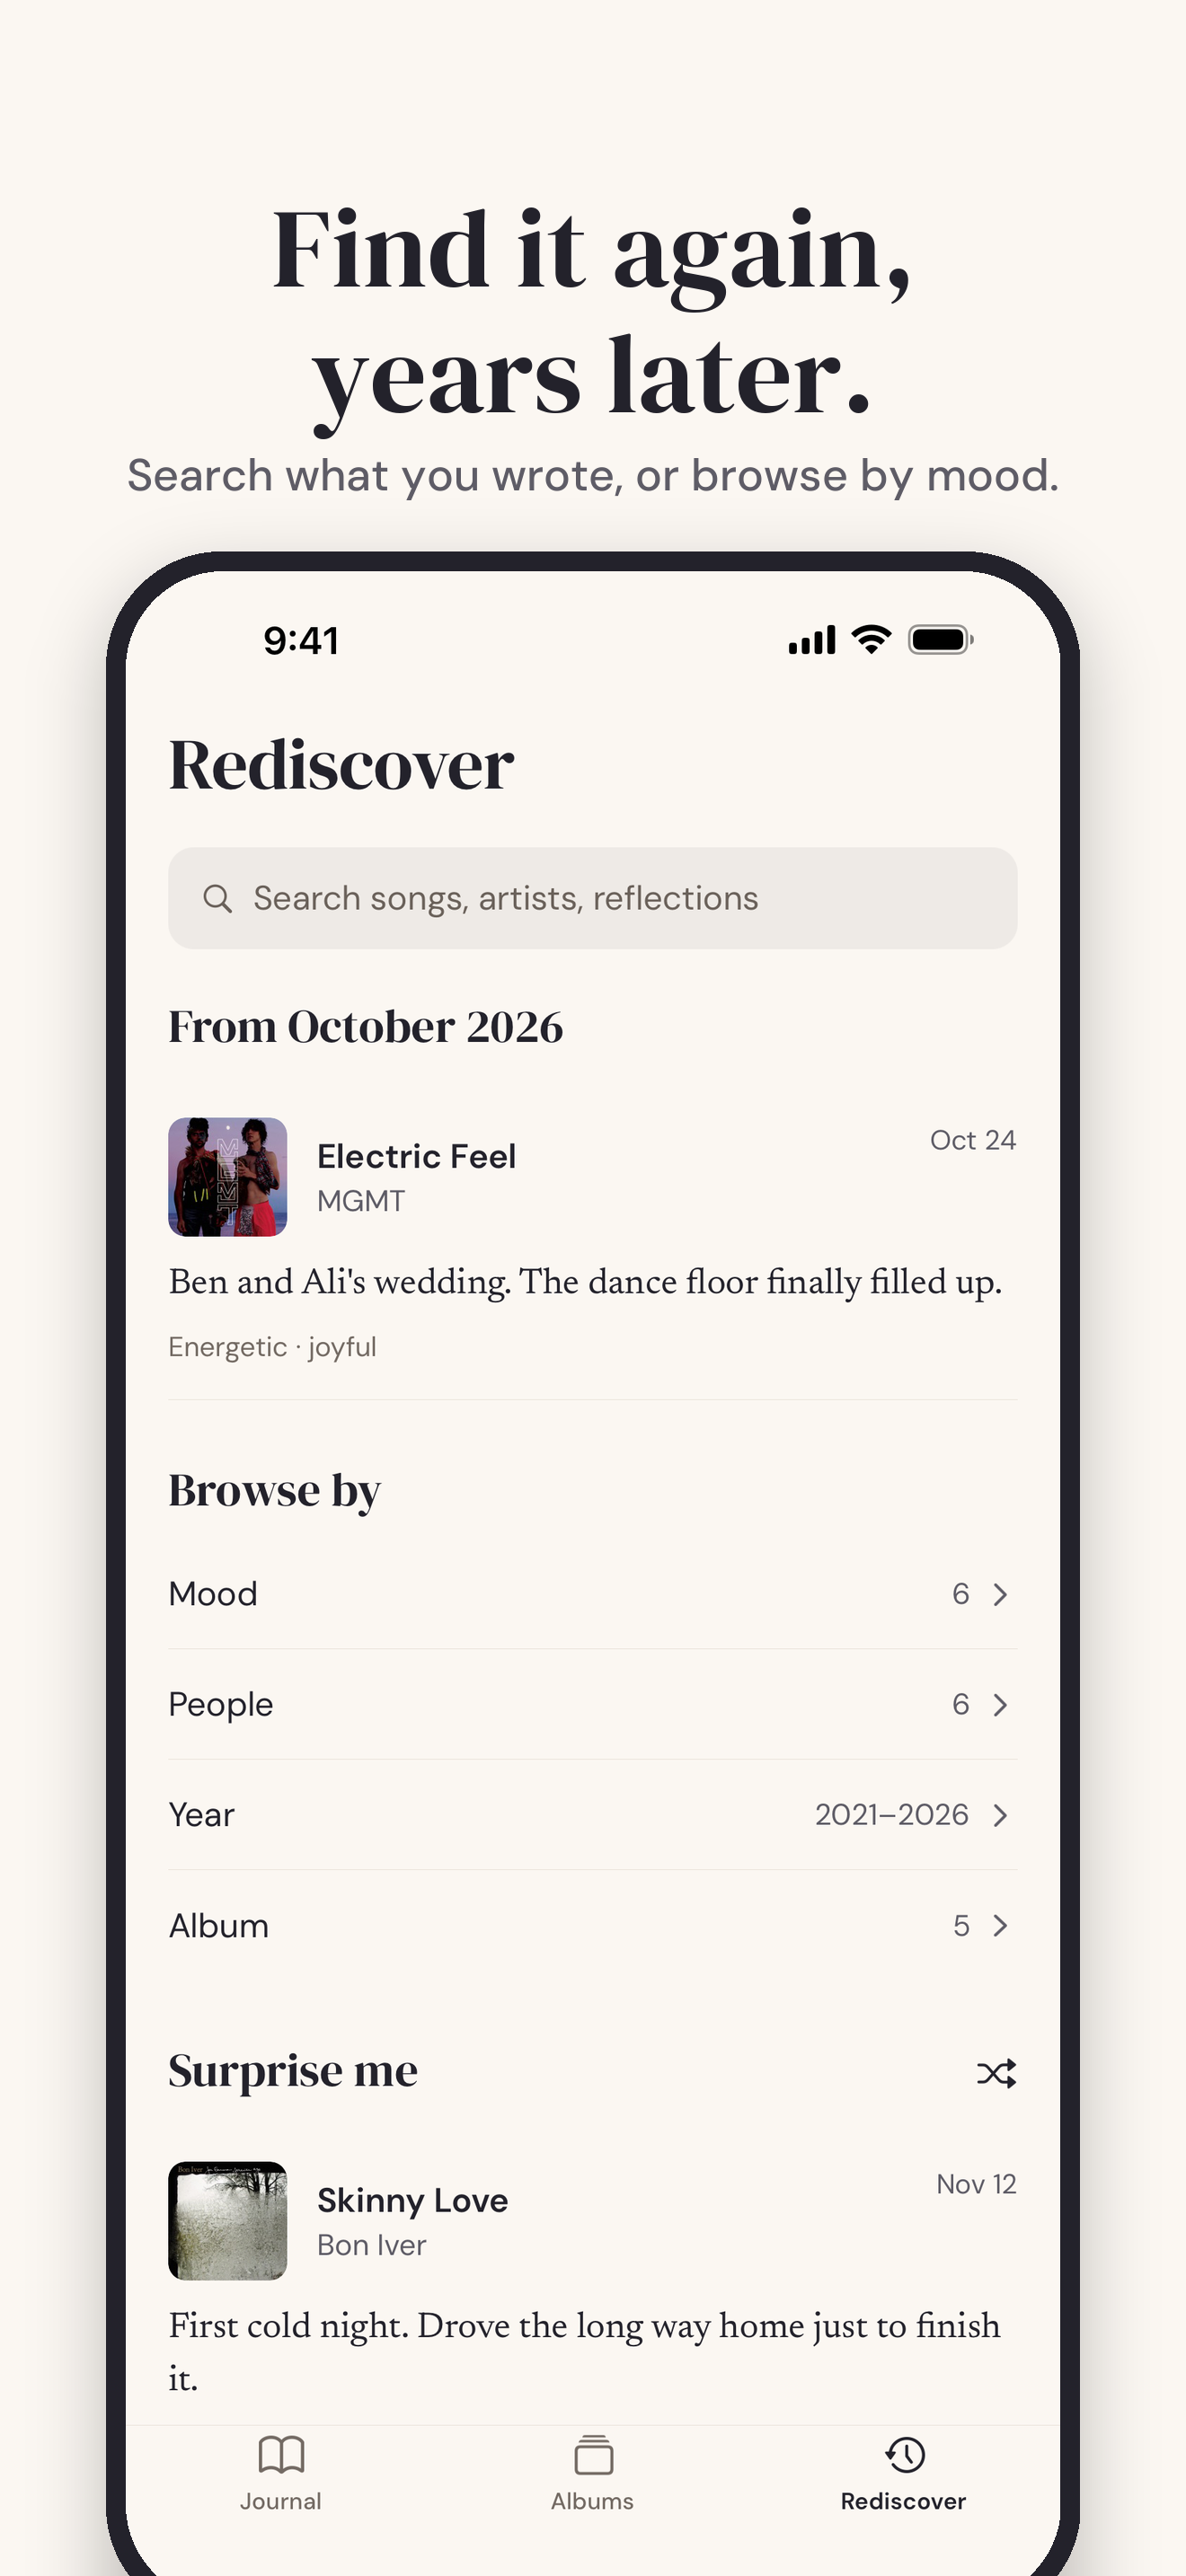 Find it again,
years later.
Search what you wrote, or browse by mood.
9:41
Rediscover
Search songs, artists, reflections
From October 2026
MGMT
Electric Feel
Oct 24
MGMT
Ben and Ali's wedding. The dance floor finally filled up.
Energetic · joyful
Browse by
Mood
6
People
6
Year
2021–2026
Album
5
Surprise me
Bon Iver
Skinny Love
Nov 12
Bon Iver
First cold night. Drove the long way home just to finish
it.
Journal
Albums
Rediscover